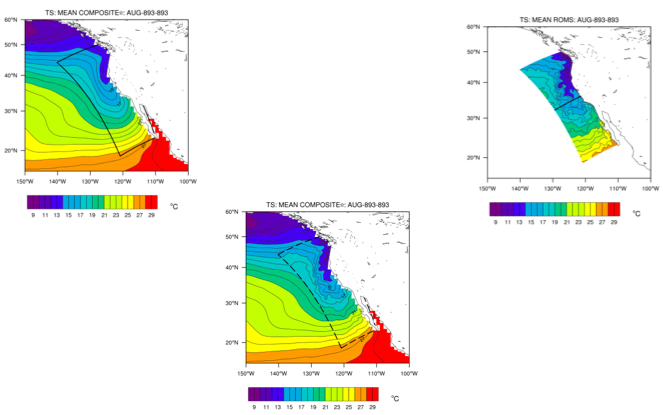 TS: MEAN COMPOSITE=: AUG-893-893
60°N
50°N
40°N
30°N
20°N
150°W 140°W 130°W 120°W 110°W 100°W
9 11 13 15 17 19 21 23 25 27 29 °C
TS: MEAN ROMS: AUG-893-893
60°N
50°N
40°N
30°N
20°N
150°W 140°W 130°W 120°W 110°W 100°W
9 11 13 15 17 19 21 23 25 27 29 °C
TS: MEAN COMPOSITE=: AUG-893-893
60°N
50°N
40°N
30°N
20°N
150°W 140°W 130°W 120°W 110°W 100°W
9 11 13 15 17 19 21 23 25 27 29 °C